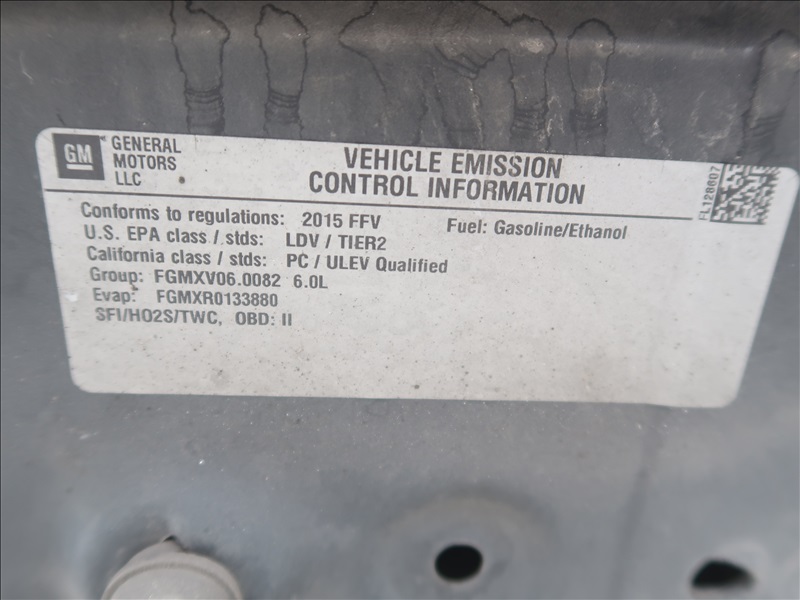 GM
GENERAL
MOTORS
LLC
VEHICLE EMISSION
CONTROL INFORMATION
FL128607
Conforms to regulations: 2015 FFV
Fuel: Gasoline/Ethanol
U.S. EPA class / stds: LDV / TIER2
California class / stds: PC / ULEV Qualified
Group: FGMXV06.0082 6.0L
Evap: FGMXR0133880
SFI/HO2S/TWC, OBD: II